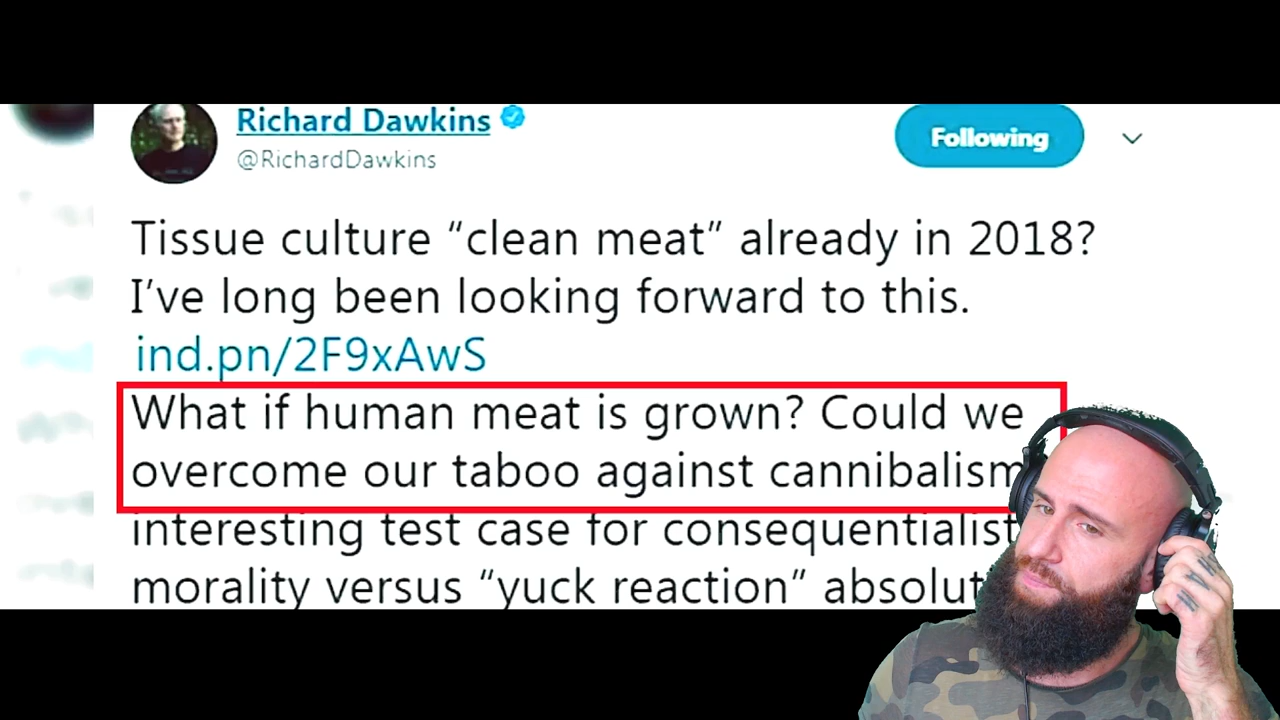 Richard Dawkins
@RichardDawkins
Following
Tissue culture “clean meat” already in 2018?
I’ve long been looking forward to this.
ind.pn/2F9xAwS
What if human meat is grown? Could we
overcome our taboo against cannibalism
interesting test case for consequentialist
morality versus “yuck reaction”